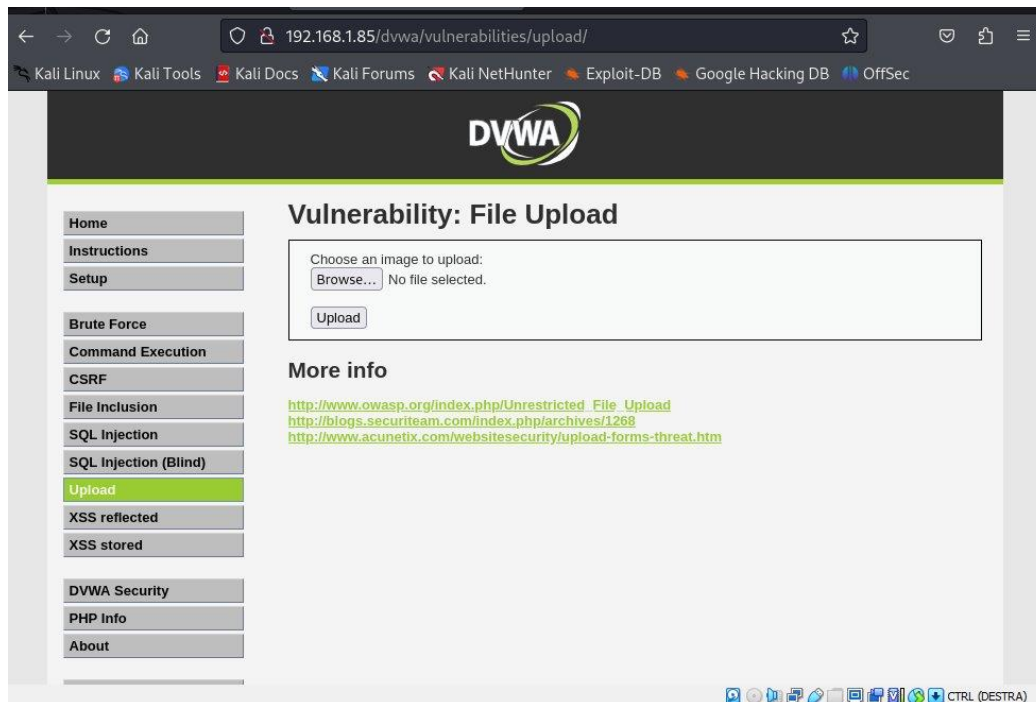 192.168.1.85/dvwa/vulnerabilities/upload/
Kali Linux Kali Tools Kali Docs Kali Forums Kali NetHunter Exploit-DB Google Hacking DB OffSec
DVWA
Home
Instructions
Setup
Brute Force
Command Execution
CSRF
File Inclusion
SQL Injection
SQL Injection (Blind)
Upload
XSS reflected
XSS stored
DVWA Security
PHP Info
About
Vulnerability: File Upload
Choose an image to upload:
Browse... No file selected.
Upload
More info
http://www.owasp.org/index.php/Unrestricted_File_Upload
http://blogs.securiteam.com/index.php/archives/1268
http://www.acunetix.com/websitesecurity/upload-forms-threat.htm
CTRL (DESTRA)